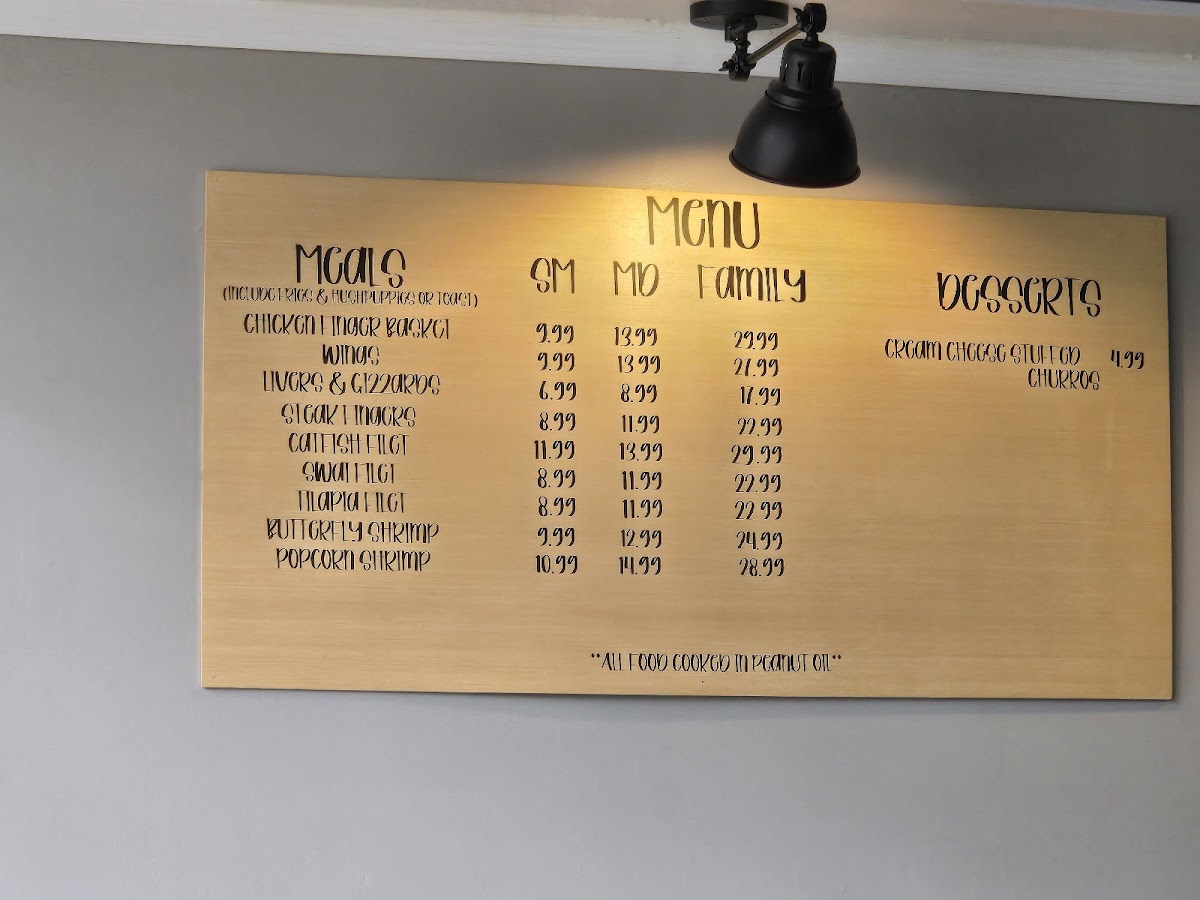 MENU
MEALS SM MD FAMILY
(INCLUDE FRIES & HUSHPUPPIES OR TOAST)
CHICKEN FINGER BASKET 9.99 13.99 29.99
WINGS 9.99 13.99 27.99
LIVERS & GIZZARDS 6.99 8.99 17.99
STEAK FINGERS 8.99 11.99 22.99
CATFISH FILET 11.99 13.99 29.99
SWAI FILET 8.99 11.99 22.99
TILAPIA FILET 8.99 11.99 22.99
BUTTERFLY SHRIMP 9.99 12.99 24.99
POPCORN SHRIMP 10.99 14.99 28.99
DESSERTS
CREAM CHEESE STUFFED 4.99
CHURROS
**ALL FOOD COOKED IN PEANUT OIL**